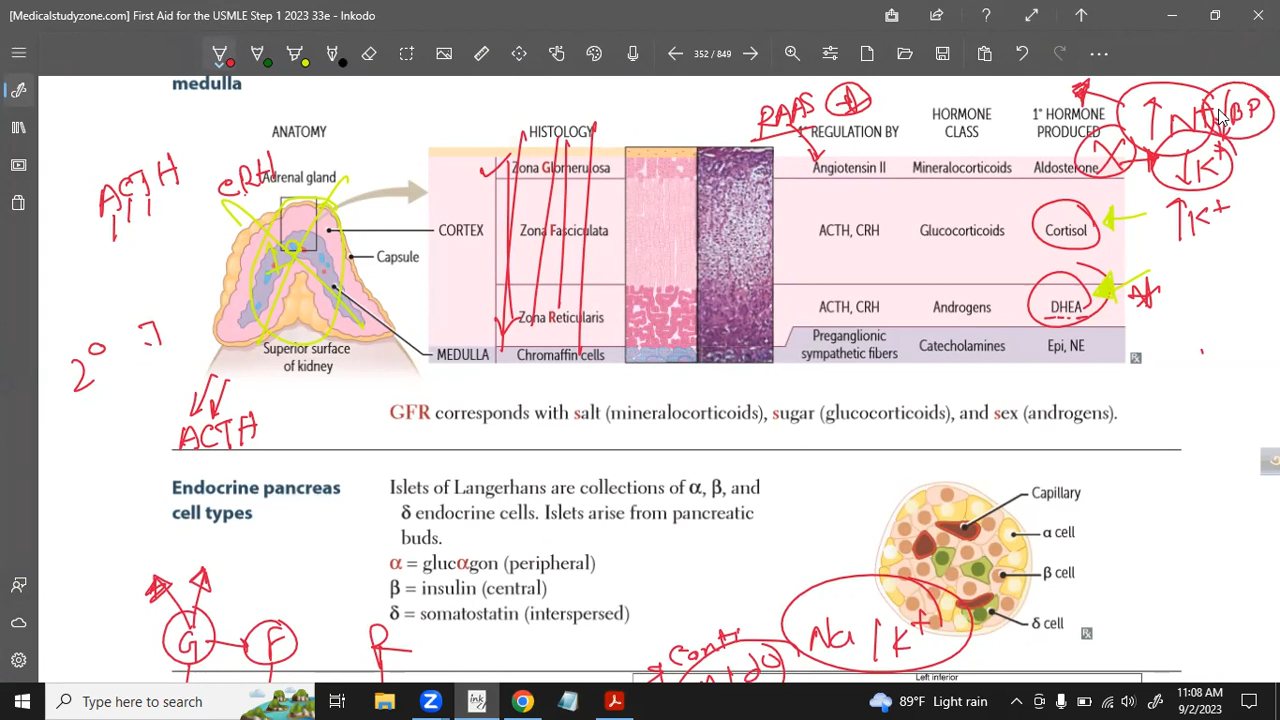 [Medicalstudyzone.com] First Aid for the USMLE Step 1 2023 33e - Inkodo
352 / 849
medulla
ANATOMY
HISTOLOGY
RAAS
1° REGULATION BY
HORMONE
CLASS
1° HORMONE
PRODUCED
↑ Na
BP
↓K+
↑K+
ACTH
CRH
Adrenal gland
CORTEX
Capsule
MEDULLA
Superior surface
of kidney
Zona Glomerulosa
Angiotensin II
Mineralocorticoids
Aldosterone
Zona Fasciculata
ACTH, CRH
Glucocorticoids
Cortisol
Zona Reticularis
ACTH, CRH
Androgens
DHEA
Chromaffin cells
Preganglionic
sympathetic fibers
Catecholamines
Epi, NE
2°
ACTH
GFR corresponds with salt (mineralocorticoids), sugar (glucocorticoids), and sex (androgens).
Endocrine pancreas
cell types
Islets of Langerhans are collections of α, β, and
δ endocrine cells. Islets arise from pancreatic
buds.
α = glucαgon (peripheral)
β = insulin (central)
δ = somatostatin (interspersed)
Capillary
α cell
β cell
δ cell
G
F
R
Na / K+
Left inferior
Type here to search
89°F Light rain
11:08 AM
9/2/2023